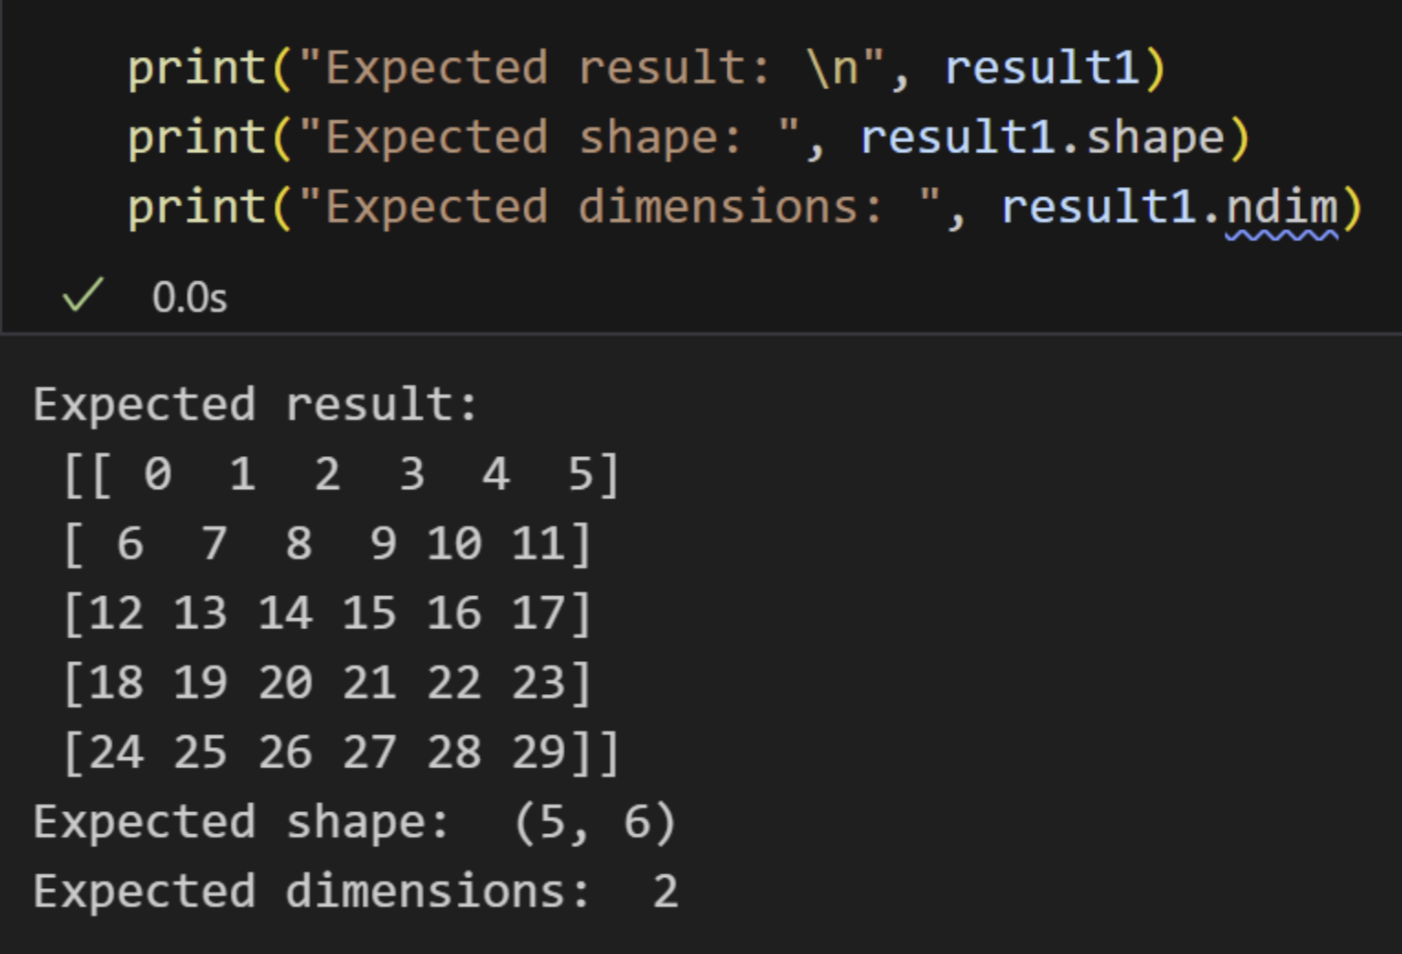 print("Expected result: \n", result1)
print("Expected shape: ", result1.shape)
print("Expected dimensions: ", result1.ndim)
✓ 0.0s
Expected result:
 [[ 0  1  2  3  4  5]
 [ 6  7  8  9 10 11]
 [12 13 14 15 16 17]
 [18 19 20 21 22 23]
 [24 25 26 27 28 29]]
Expected shape:  (5, 6)
Expected dimensions:  2